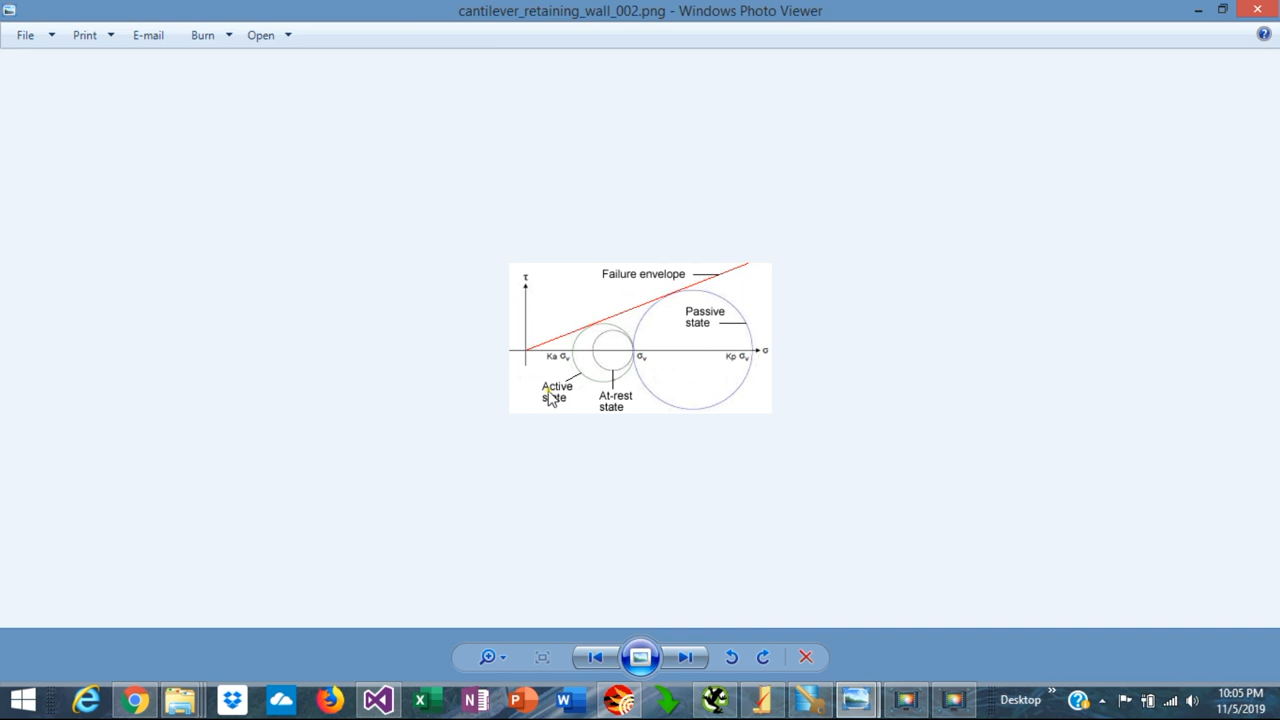 cantilever_retaining_wall_002.png - Windows Photo Viewer
File Print E-mail Burn Open
Failure envelope
τ
Passive
state
Ka σv σv Kp σv σ
Active
state
At-rest
state
Desktop
10:05 PM
11/5/2019